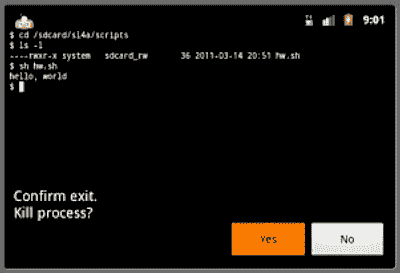 9:01
$ cd /sdcard/sl4a/scripts
$ ls -l
----rwxr-x system   sdcard_rw       36 2011-03-14 20:51 hw.sh
$ sh hw.sh
hello, world
$
Confirm exit.
Kill process?
Yes No